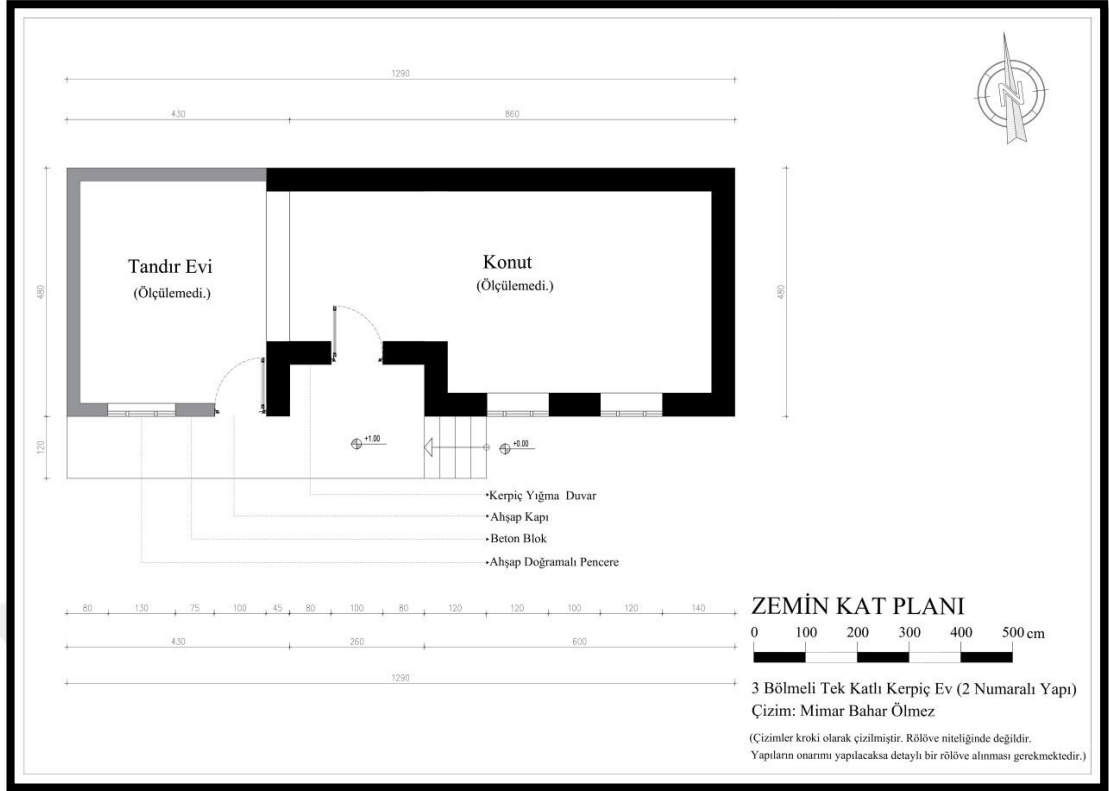 1290
430 860
N
Tandır Evi
(Ölçülemedi.)
Konut
(Ölçülemedi.)
480
480
120
+1.00
+0.00
Kerpiç Yığma Duvar
Ahşap Kapı
Beton Blok
Ahşap Doğramalı Pencere
80 130 75 100 45 80 100 80 120 120 100 120 140
430 260 600
1290
ZEMİN KAT PLANI
0 100 200 300 400 500 cm
3 Bölmeli Tek Katlı Kerpiç Ev (2 Numaralı Yapı)
Çizim: Mimar Bahar Ölmez
(Çizimler kroki olarak çizilmiştir. Rölöve niteliğinde değildir.
Yapıların onarımı yapılacaksa detaylı bir rölöve alınması gerekmektedir.)